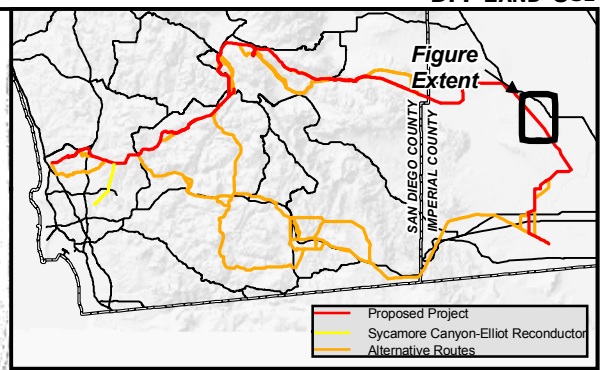 Figure
Extent
SAN DIEGO COUNTY
IMPERIAL COUNTY
Proposed Project
Sycamore Canyon-Elliot Reconductor
Alternative Routes